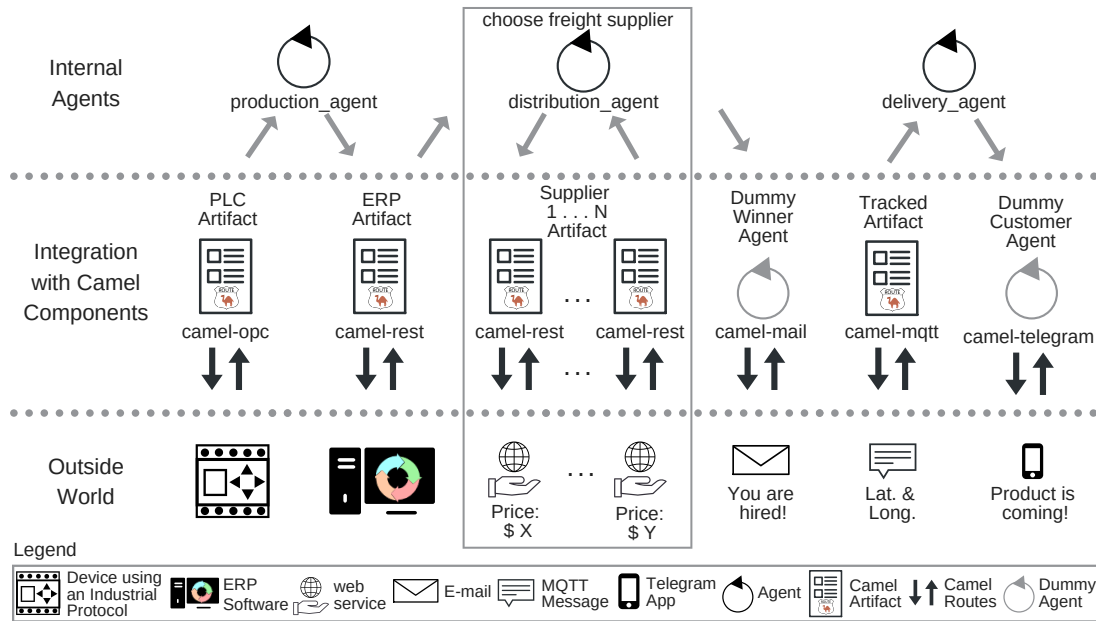 choose freight supplier
Internal
Agents
production_agent
distribution_agent
delivery_agent
PLC
Artifact
ERP
Artifact
Supplier
1 . . . N
Artifact
Dummy
Winner
Agent
Tracked
Artifact
Dummy
Customer
Agent
Integration
with Camel
Components
ROUTE
ROUTE
ROUTE
ROUTE
ROUTE
. . .
camel-opc
camel-rest
camel-rest
camel-rest
camel-mail
camel-mqtt
camel-telegram
. . .
Outside
World
. . .
Price:
$ X
Price:
$ Y
You are
hired!
Lat. &
Long.
Product is
coming!
Legend
Device using
an Industrial
Protocol
ERP
Software
web
service
E-mail
MQTT
Message
Telegram
App
Agent
ROUTE
Camel
Artifact
Camel
Routes
Dummy
Agent